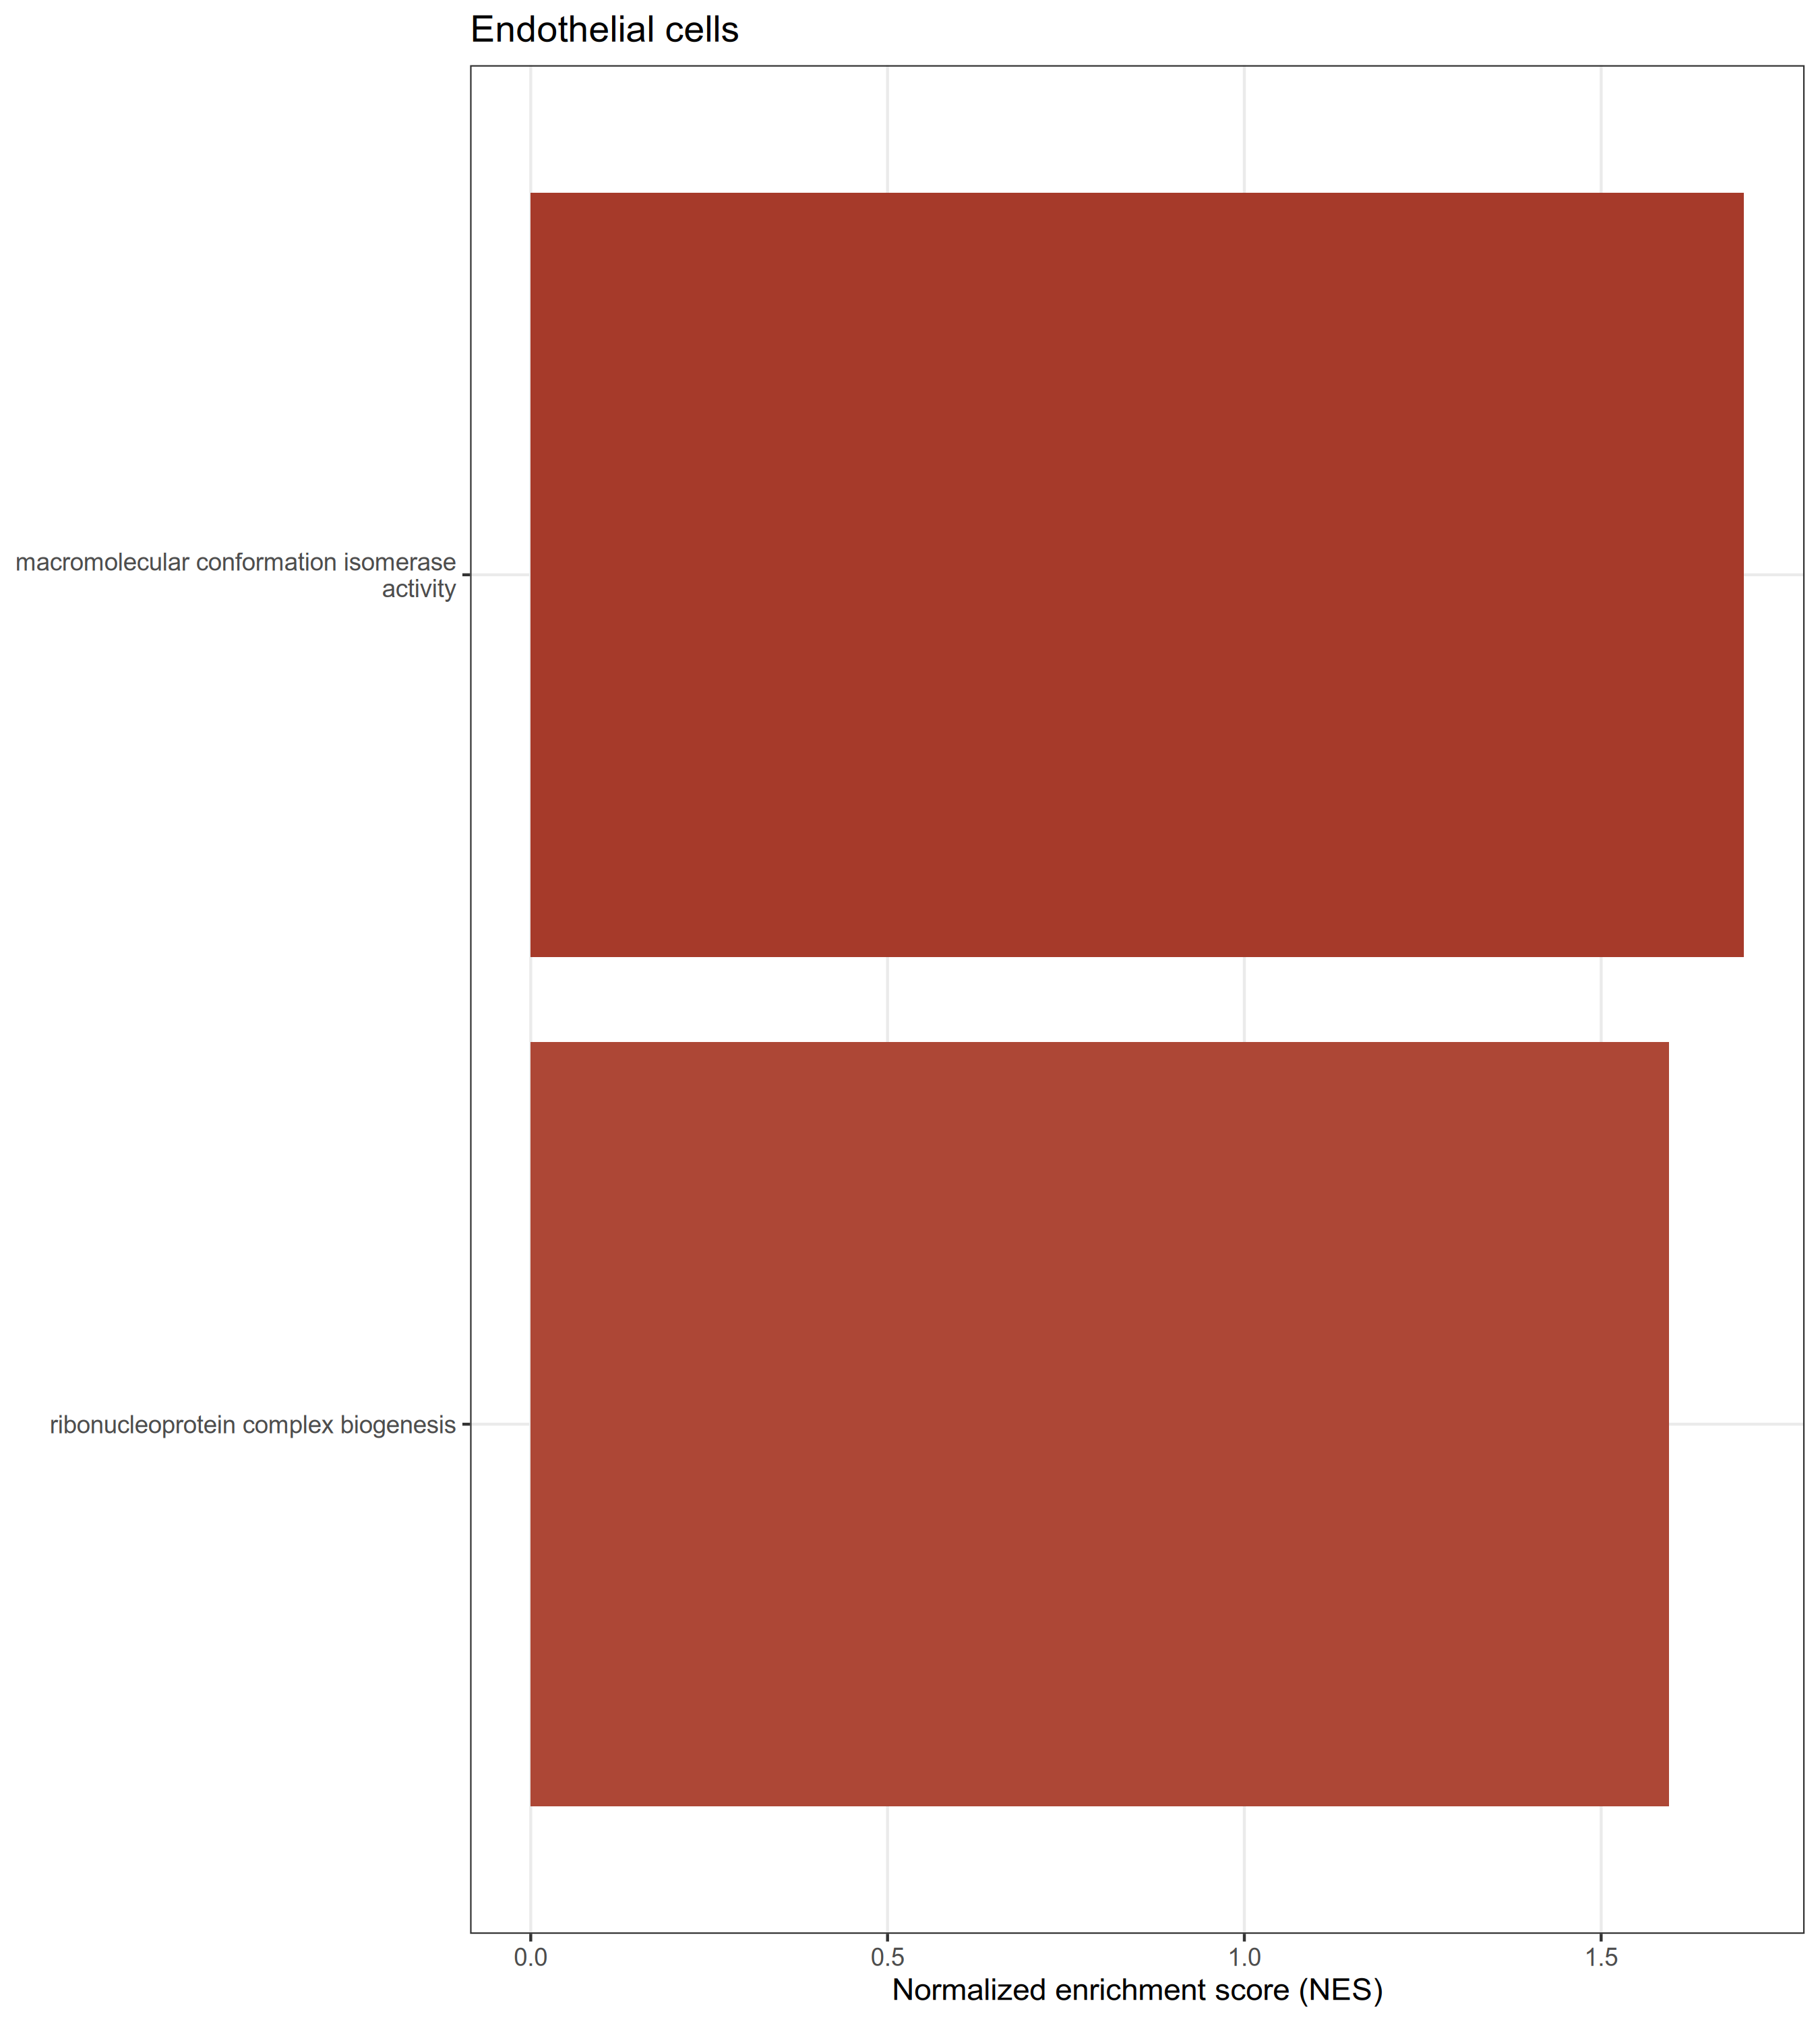 Endothelial cells
macromolecular conformation isomerase
activity
ribonucleoprotein complex biogenesis
0.0 0.5 1.0 1.5
Normalized enrichment score (NES)